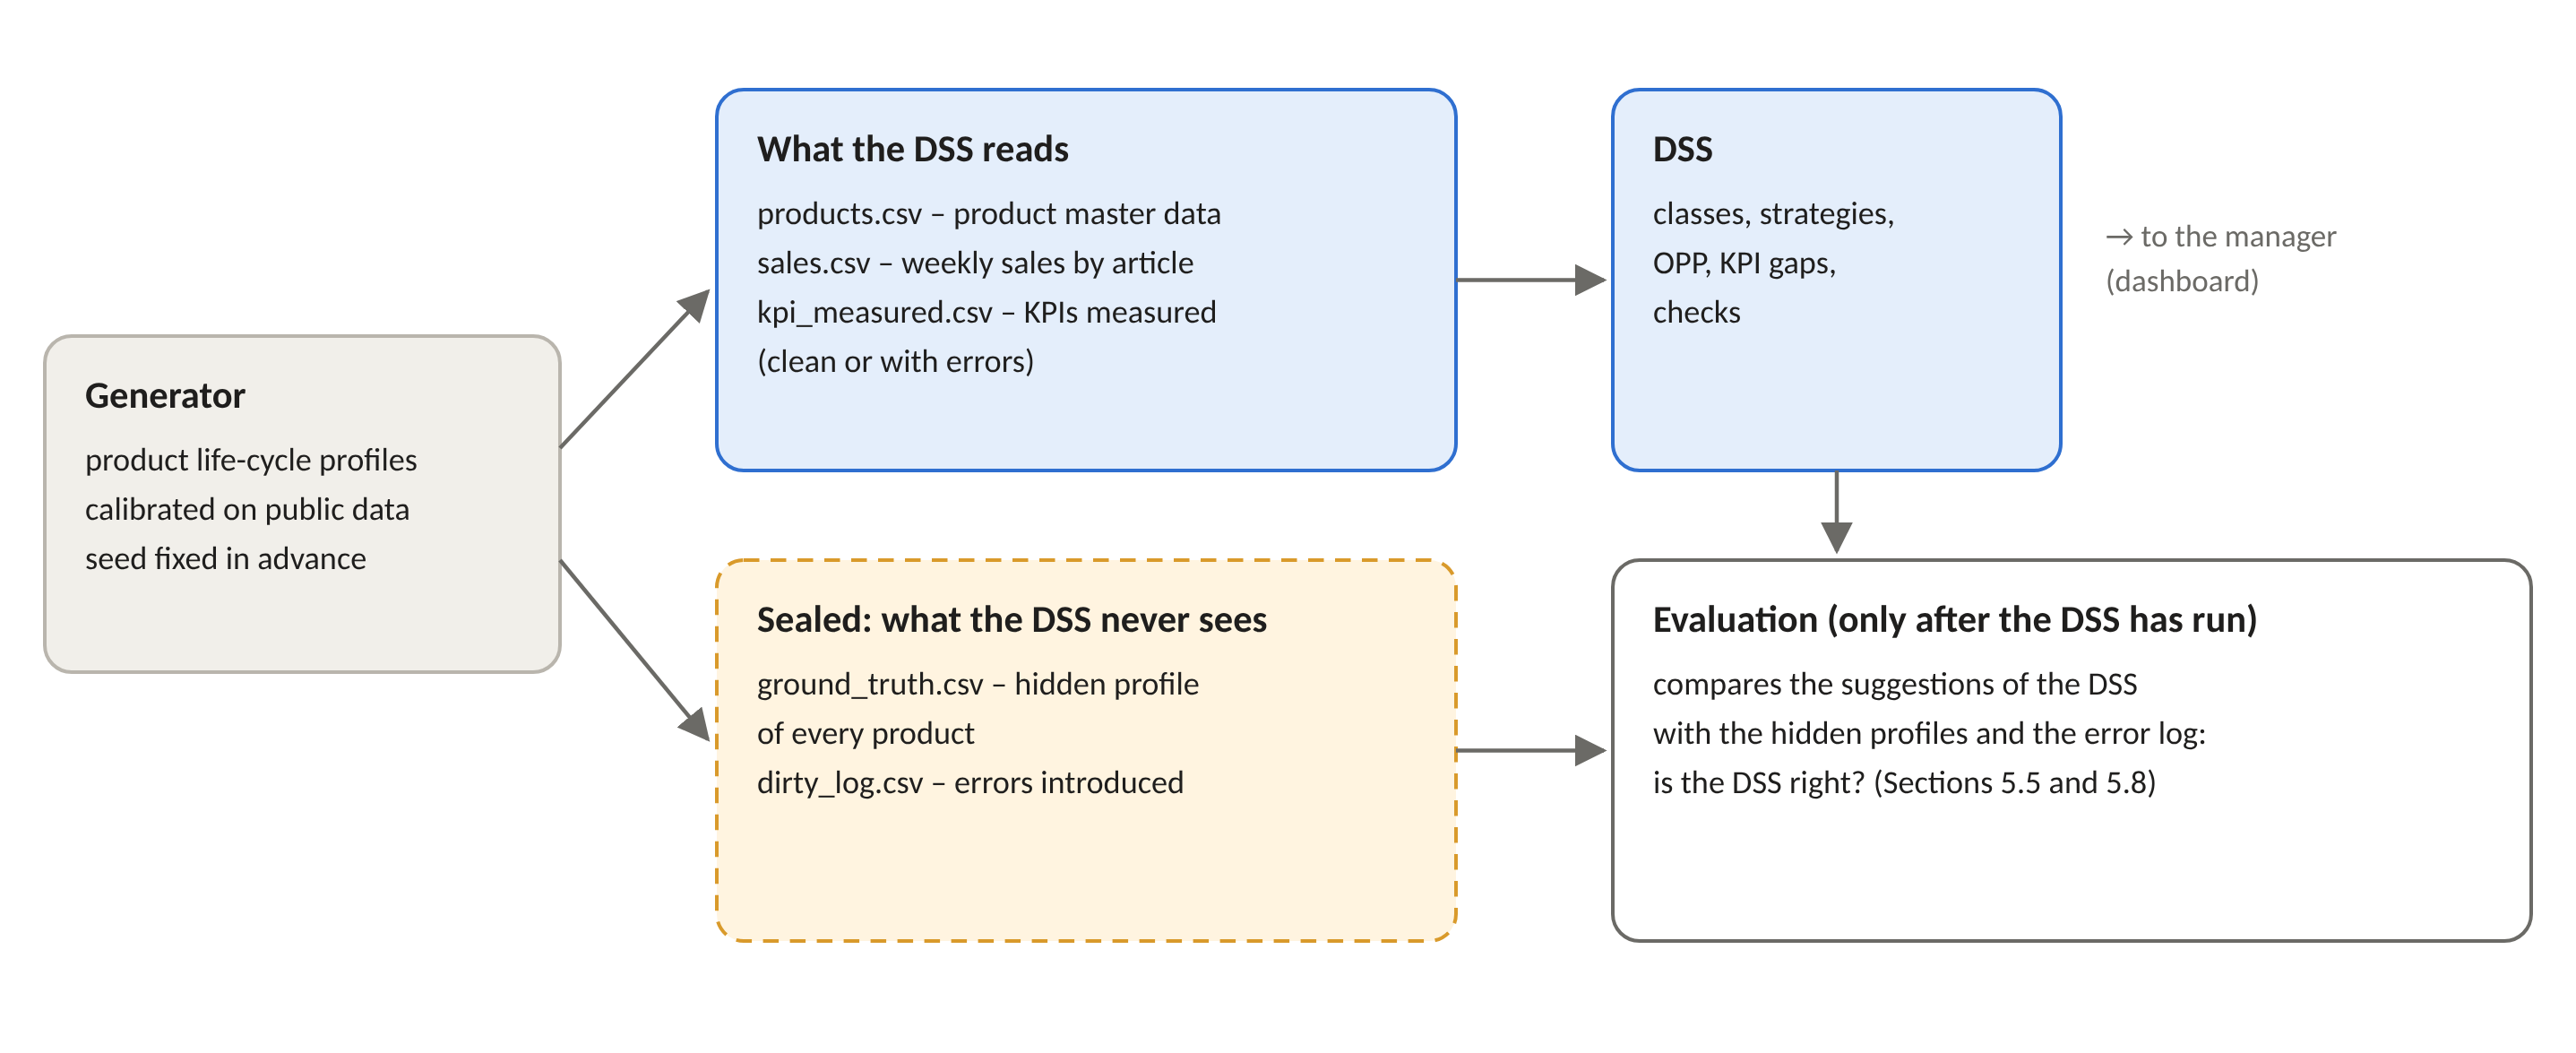 Generator
product life-cycle profiles
calibrated on public data
seed fixed in advance
What the DSS reads
products.csv – product master data
sales.csv – weekly sales by article
kpi_measured.csv – KPIs measured
(clean or with errors)
DSS
classes, strategies,
OPP, KPI gaps,
checks
→ to the manager
(dashboard)
Sealed: what the DSS never sees
ground_truth.csv – hidden profile
of every product
dirty_log.csv – errors introduced
Evaluation (only after the DSS has run)
compares the suggestions of the DSS
with the hidden profiles and the error log:
is the DSS right? (Sections 5.5 and 5.8)